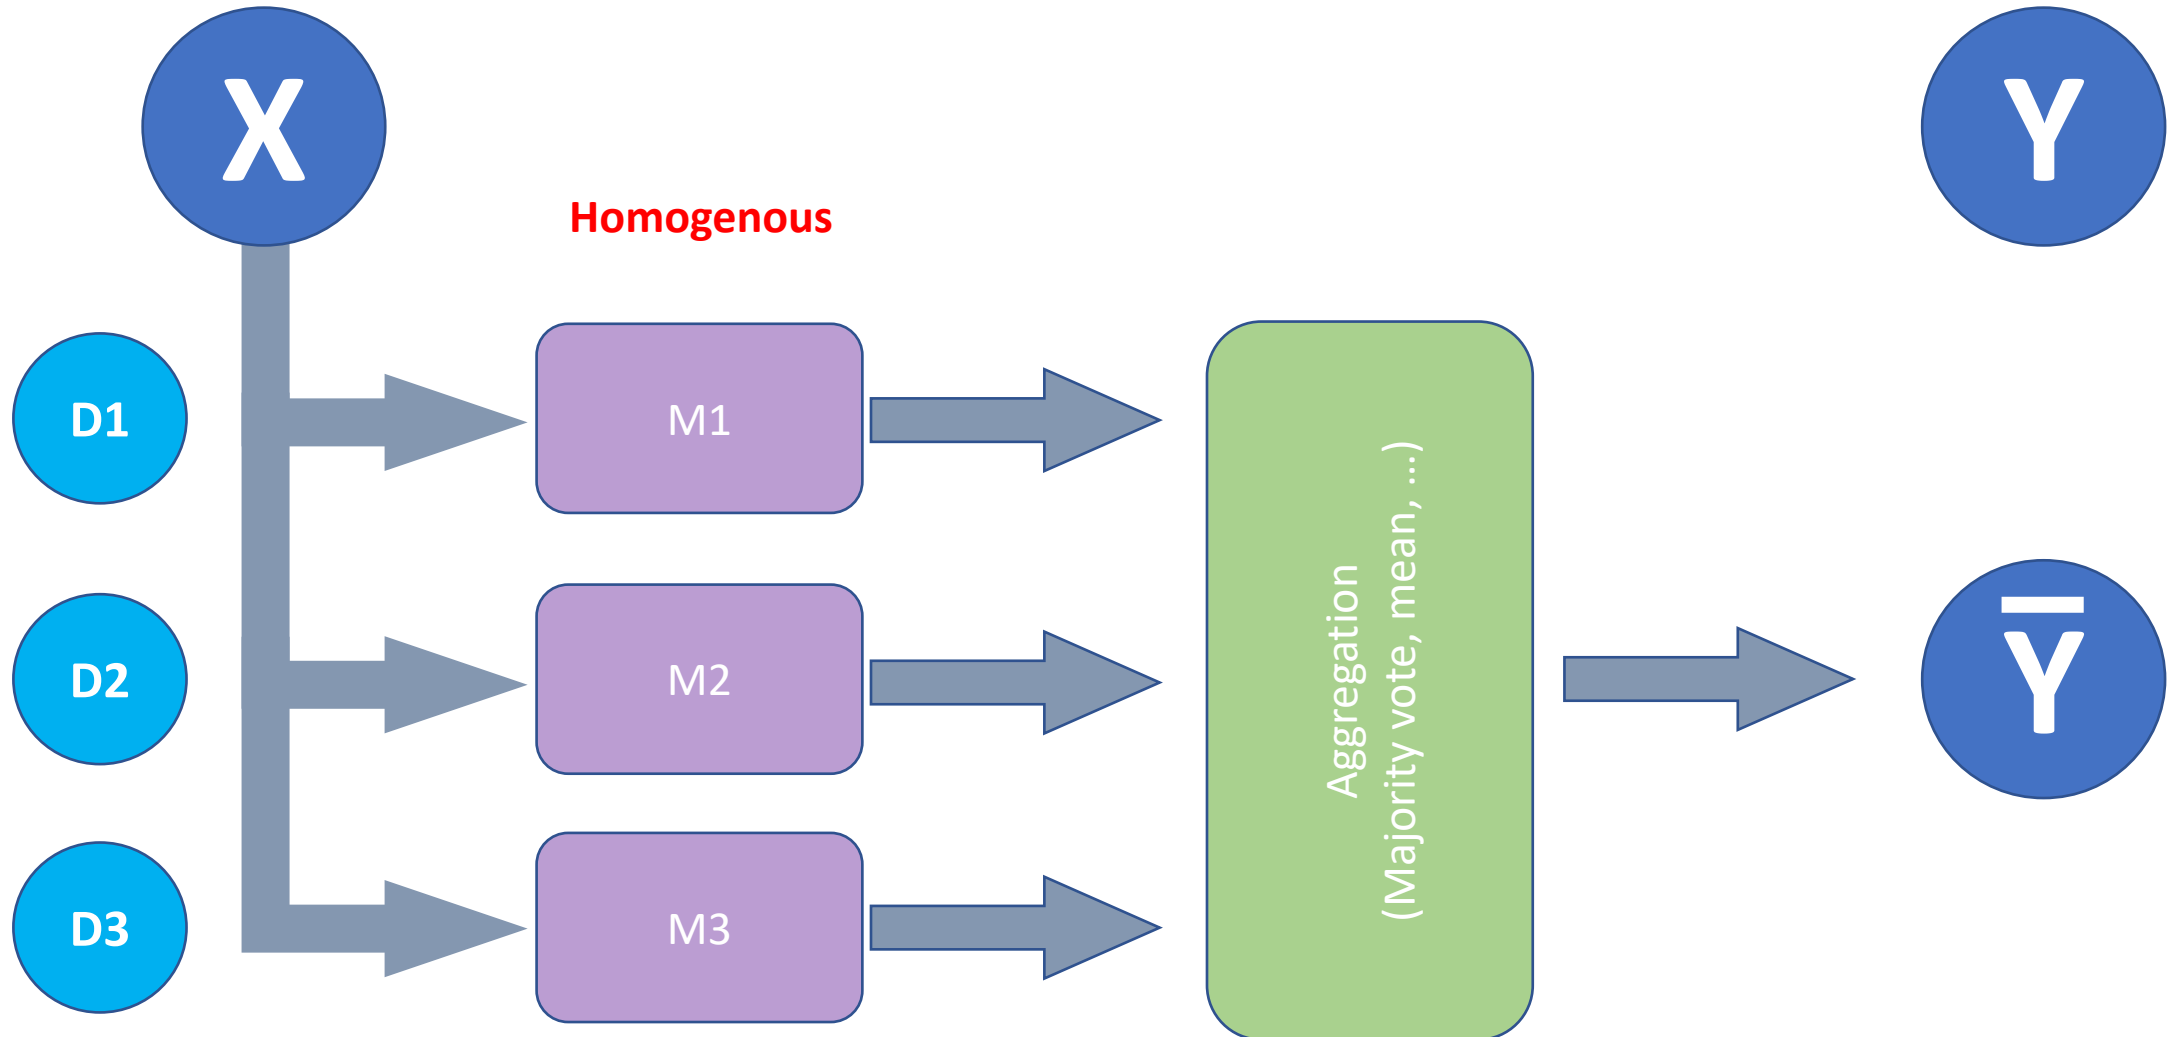 X
Y
Homogenous
D1
M1
D2
M2
D3
M3
Aggregation
(Majority vote, mean, …)
Y̅